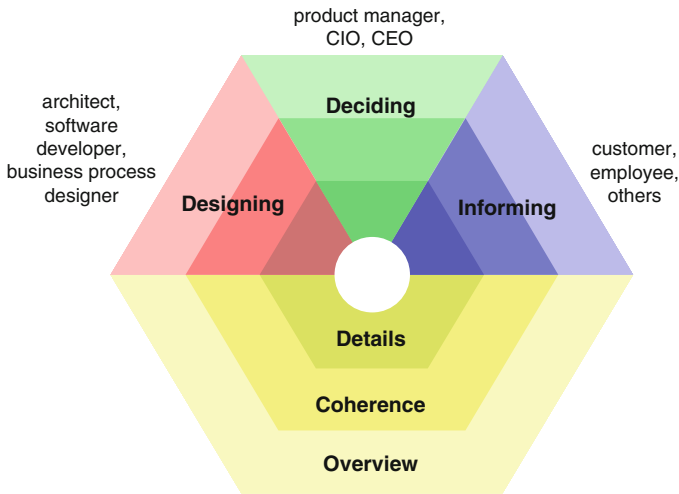 product manager,
CIO, CEO
Deciding
architect,
software
developer,
business process
designer
Designing
customer,
employee,
others
Informing
Details
Coherence
Overview